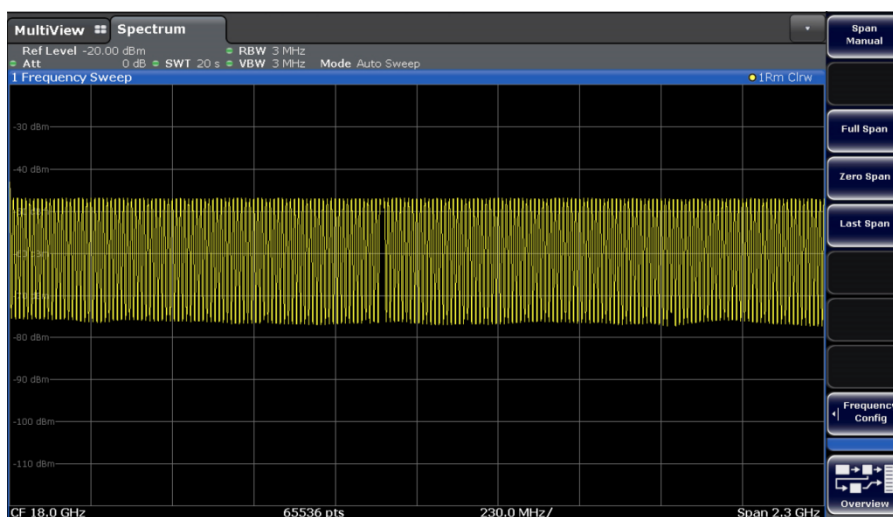 MultiView Spectrum
Ref Level -20.00 dBm RBW 3 MHz
Att 0 dB SWT 20 s VBW 3 MHz Mode Auto Sweep
1 Frequency Sweep 1Rm Clrw
-30 dBm
-40 dBm
-80 dBm
-90 dBm
-100 dBm
-110 dBm
CF 18.0 GHz 65536 pts 230.0 MHz/ Span 2.3 GHz
Span
Manual
Full Span
Zero Span
Last Span
Frequency
Config
Overview